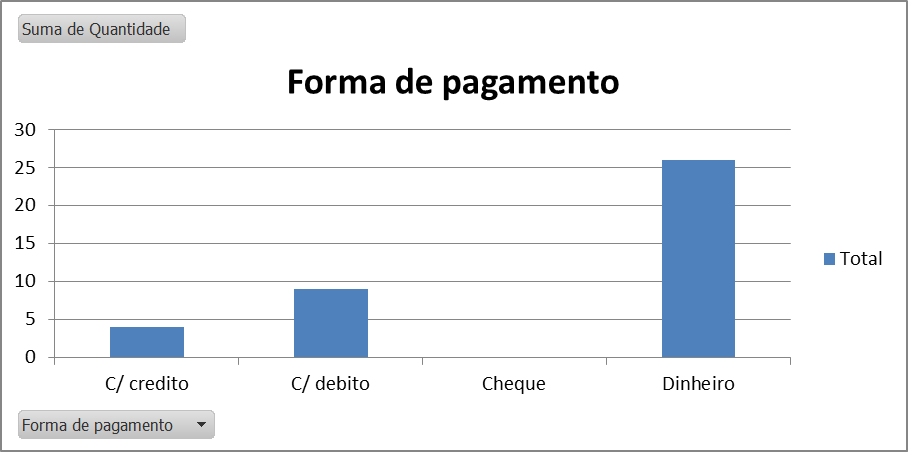 Suma de Quantidade
Forma de pagamento
30
25
20
15
10
5
0
C/ credito C/ debito Cheque Dinheiro
Total
Forma de pagamento